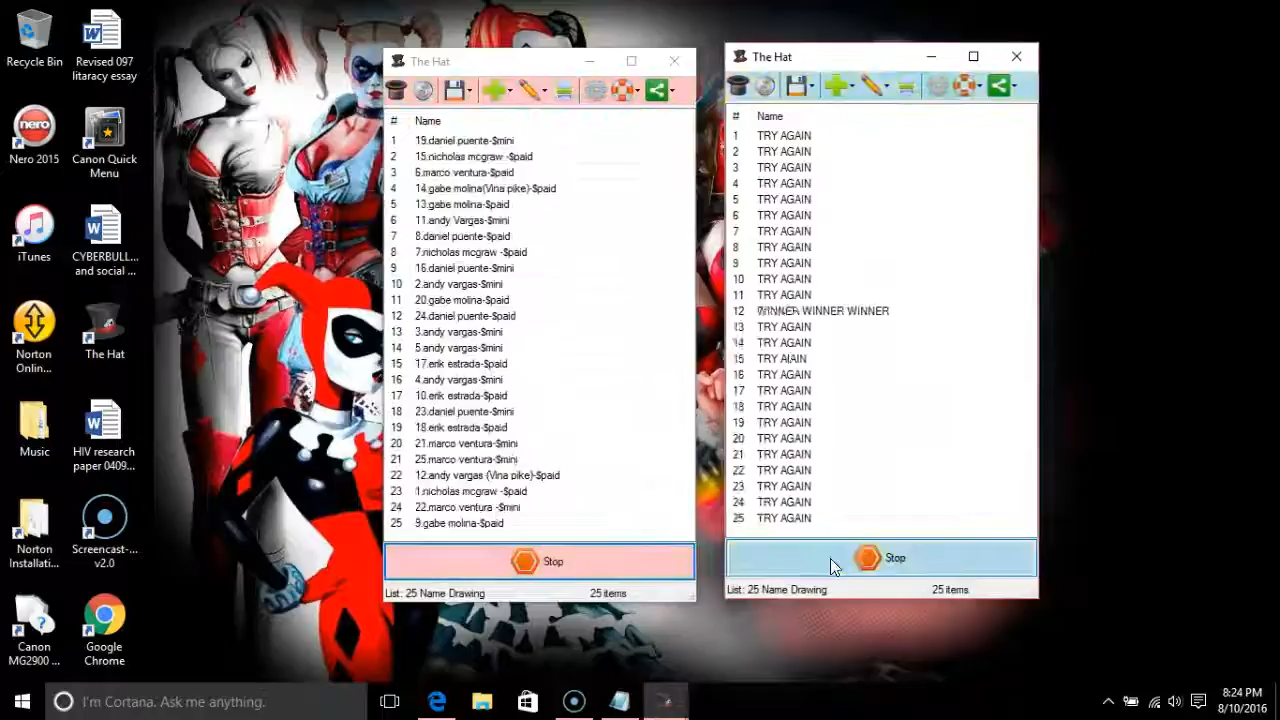 Recycle Bin
Revised 097
litaracy essay
Nero 2015
Canon Quick
Menu
iTunes
CYBERBULL...
and social ...
Norton
Onlin...
The Hat
Music
HIV research
paper 0409...
Norton
Installati...
Screencast-...
v2.0
Canon
MG2900 ...
Google
Chrome
The Hat
# Name
1 19.daniel puente-$mini
2 15.nicholas mcgraw -$paid
3 6.marco ventura-$paid
4 14.gabe molina(Vina pike)-$paid
5 13.gabe molina-$paid
6 11.andy Vargas-$mini
7 8.daniel puente-$paid
8 7.nicholas mcgraw -$paid
9 16.daniel puente-$mini
10 2.andy vargas-$mini
11 20.gabe molina-$paid
12 24.daniel puente-$paid
13 3.andy vargas-$mini
14 5.andy vargas-$mini
15 17.erik estrada-$paid
16 4.andy vargas-$mini
17 10.erik estrada-$paid
18 23.daniel puente-$mini
19 18.erik estrada-$paid
20 21.marco ventura-$mini
21 25.marco ventura-$mini
22 12.andy vargas (Vina pike)-$paid
23 1.nicholas mcgraw -$paid
24 22.marco ventura -$mini
25 9.gabe molina-$paid
Stop
List: 25 Name Drawing 25 items
The Hat
# Name
1 TRY AGAIN
2 TRY AGAIN
3 TRY AGAIN
4 TRY AGAIN
5 TRY AGAIN
6 TRY AGAIN
7 TRY AGAIN
8 TRY AGAIN
9 TRY AGAIN
10 TRY AGAIN
11 TRY AGAIN
12 WINNER WINNER WINNER
13 TRY AGAIN
14 TRY AGAIN
15 TRY AGAIN
16 TRY AGAIN
17 TRY AGAIN
18 TRY AGAIN
19 TRY AGAIN
20 TRY AGAIN
21 TRY AGAIN
22 TRY AGAIN
23 TRY AGAIN
24 TRY AGAIN
25 TRY AGAIN
Stop
List: 25 Name Drawing 25 items
I'm Cortana. Ask me anything.
8:24 PM
8/10/2016